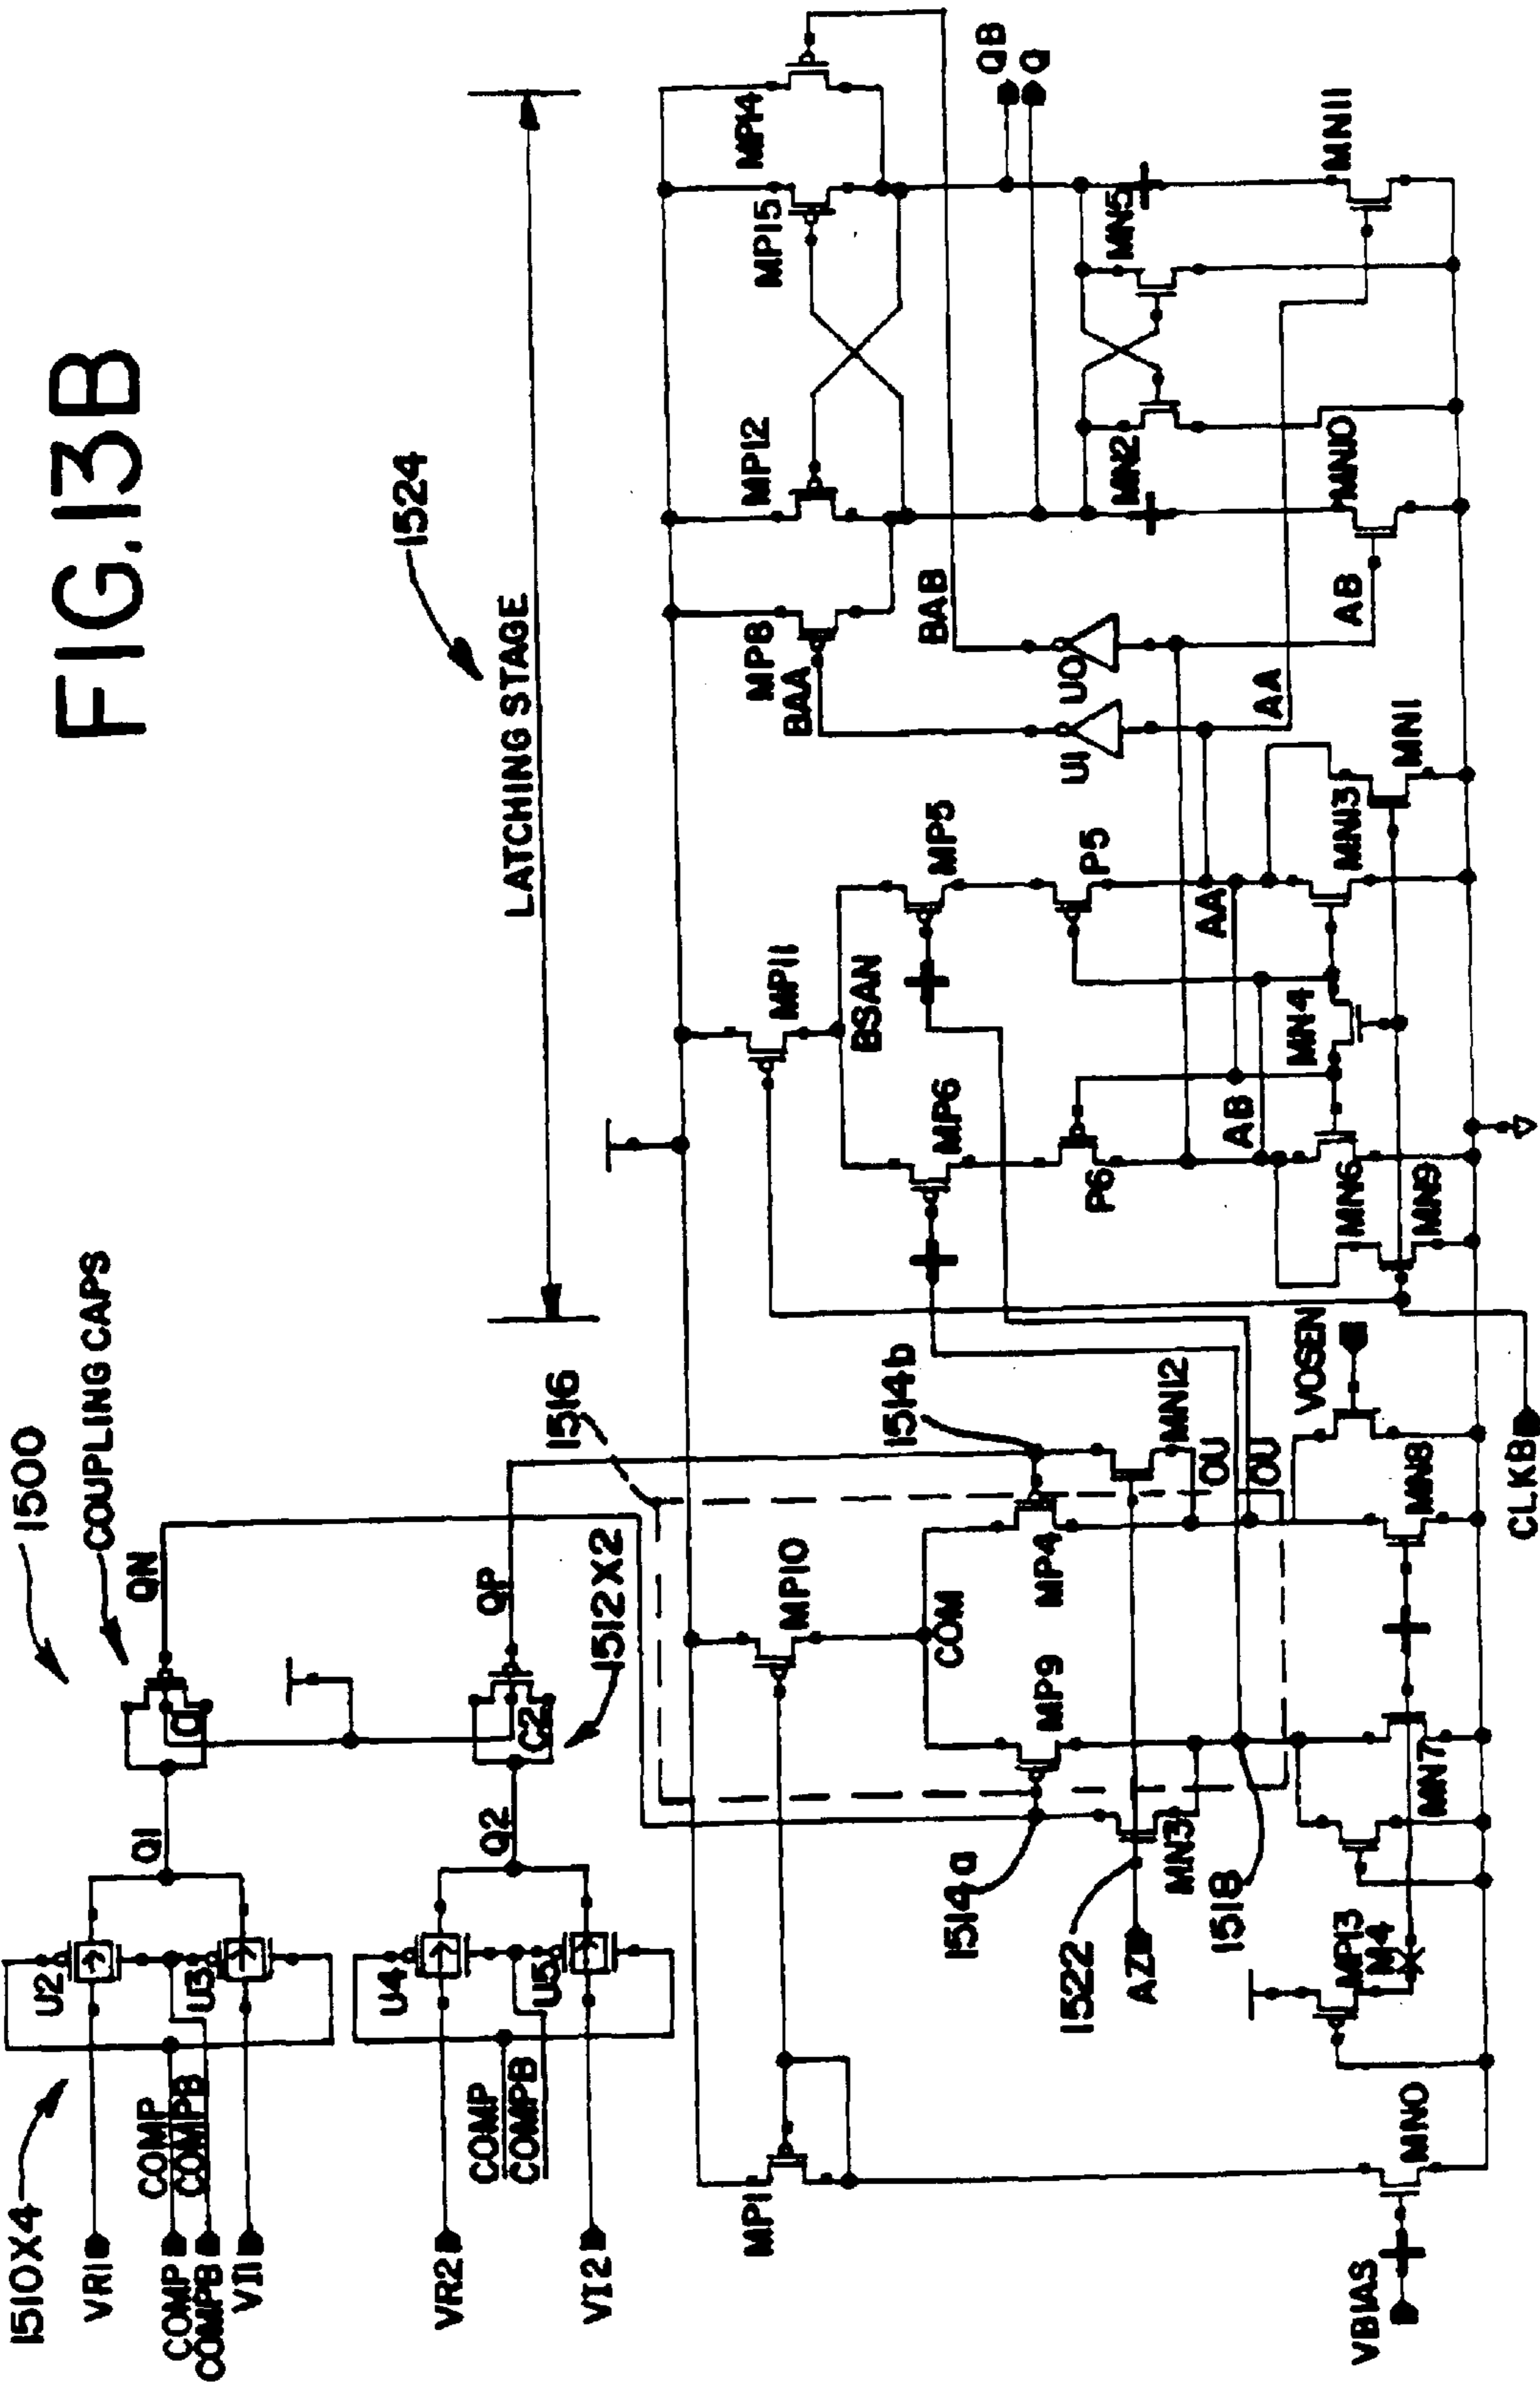 FIG.13B
1500
COUPLING CAPS
1510X4
VR1
COMP
COMPB
VI1
COMP
COMPB
U2
U3
Q1
C1
QN
VR2
COMP
COMPB
VI2
U4
U5
Q2
C2
QP
1512X2
1516
1524
LATCHING STAGE
MP1
MP10
COM
MP9
MP4
1514a
1514b
1522
AZ
MN3
MN12
OU
OU
1518
MP13
M4
MN7
MN8
VOSEN
VBIAS
MN0
CLKB
MP11
BSAN
MP6
MP5
P6
P5
AB
AA
MN6
MN9
MN4
MN13
MN1
U1
U0
BAA
BAB
MP8
MP12
MP15
MP14
QB
Q
AA
AB
MN2
MN5
MN10
MN11